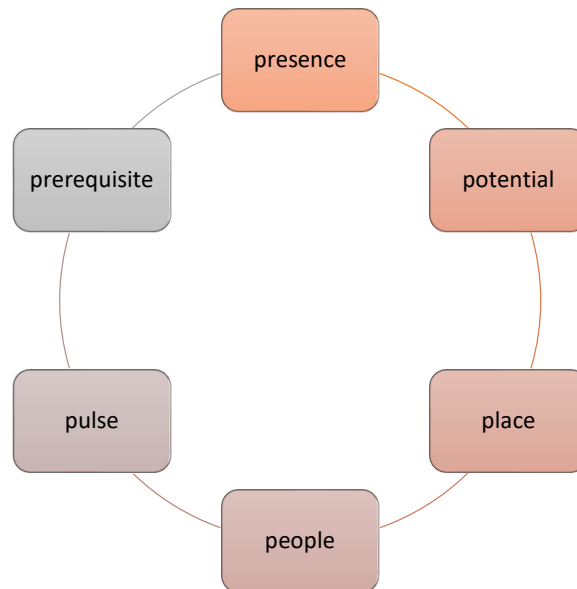 presence
potential
place
people
pulse
prerequisite